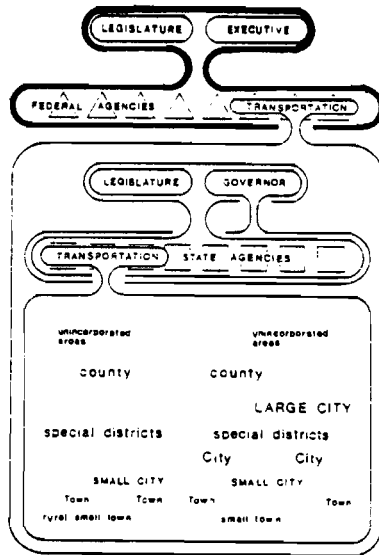 LEGISLATURE EXECUTIVE
FEDERAL AGENCIES TRANSPORTATION
LEGISLATURE GOVERNOR
TRANSPORTATION STATE AGENCIES
unincorporated areas unincorporated areas
county county
LARGE CITY
special districts special districts
City City
SMALL CITY SMALL CITY
Town Town Town Town
rural small town small town